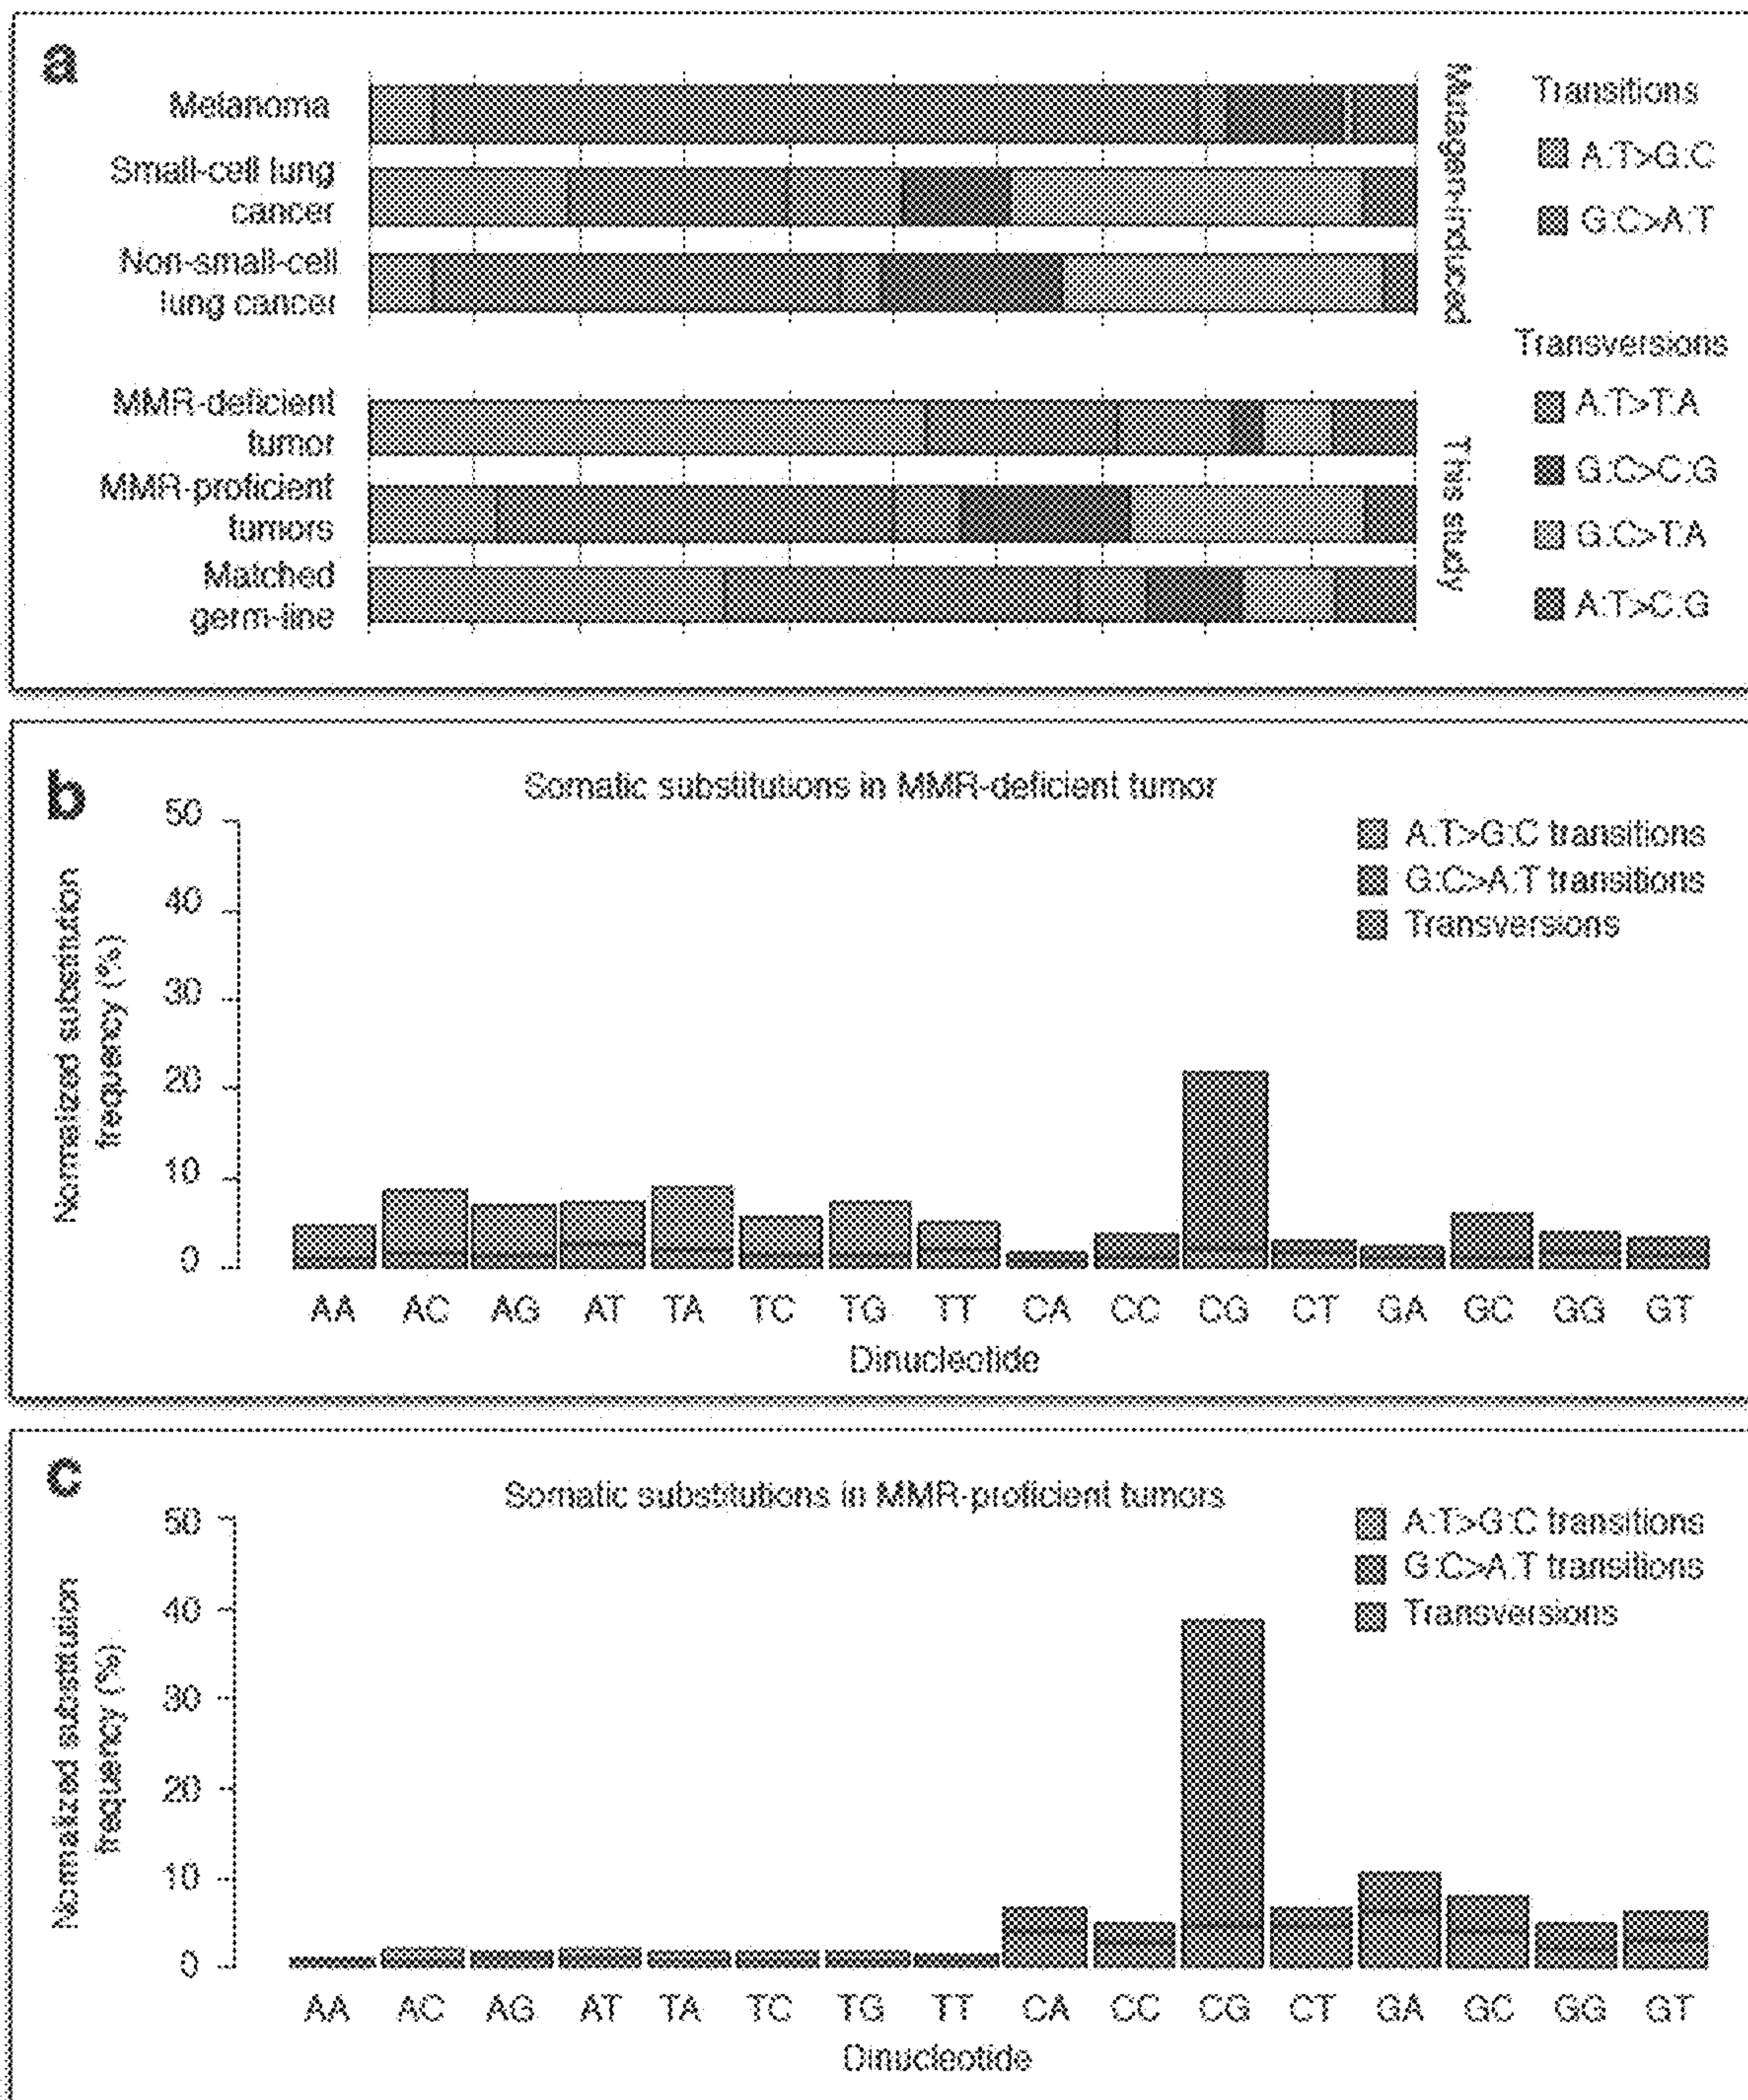 a
Melanoma
Small-cell lung
cancer
Non-small-cell
lung cancer
Mutagen-induced
MMR-deficient
tumor
MMR-proficient
tumors
Matched
germ-line
This study
Transitions
A:T>G:C
G:C>A:T
Transversions
A:T>T:A
G:C>C:G
G:C>T:A
A:T>C:G
b
Somatic substitutions in MMR-deficient tumor
A:T>G:C transitions
G:C>A:T transitions
Transversions
Normalized substitution
frequency (%)
50
40
30
20
10
0
AA AC AG AT TA TC TG TT CA CC CG CT GA GC GG GT
Dinucleotide
c
Somatic substitutions in MMR-proficient tumors
A:T>G:C transitions
G:C>A:T transitions
Transversions
Normalized substitution
frequency (%)
50
40
30
20
10
0
AA AC AG AT TA TC TG TT CA CC CG CT GA GC GG GT
Dinucleotide